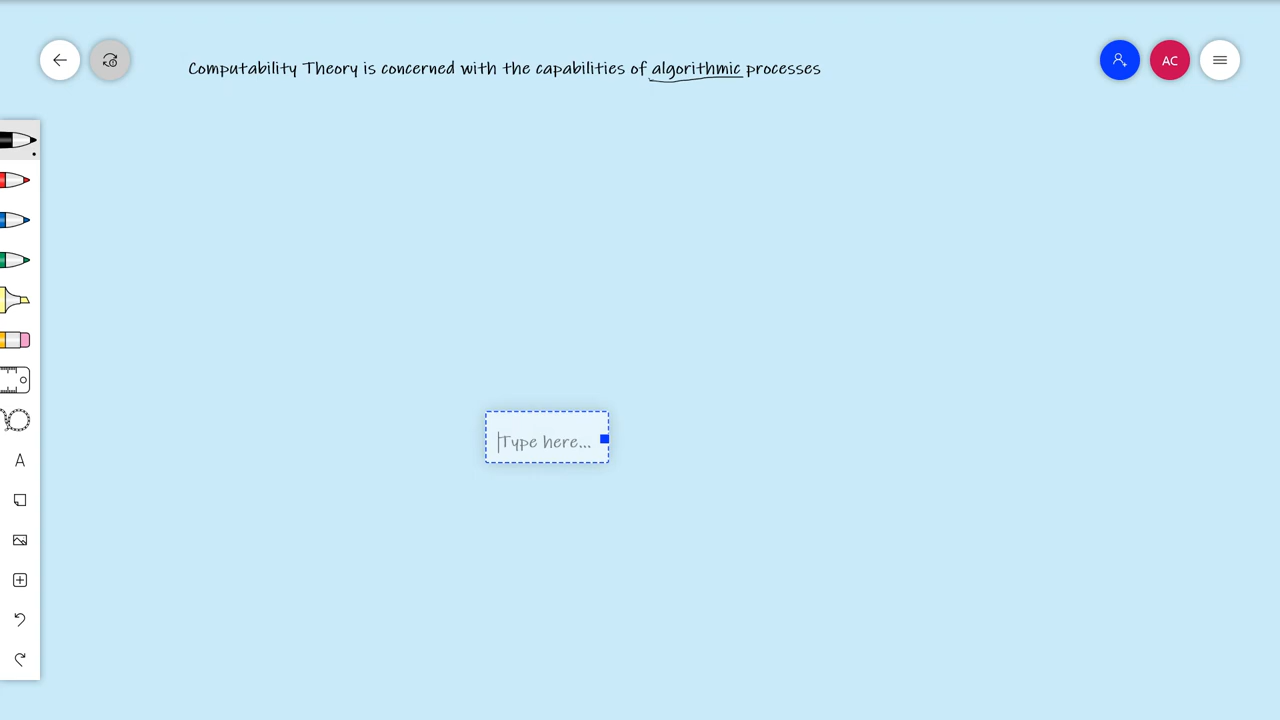 Computability Theory is concerned with the capabilities of algorithmic processes
AC
A
Type here...